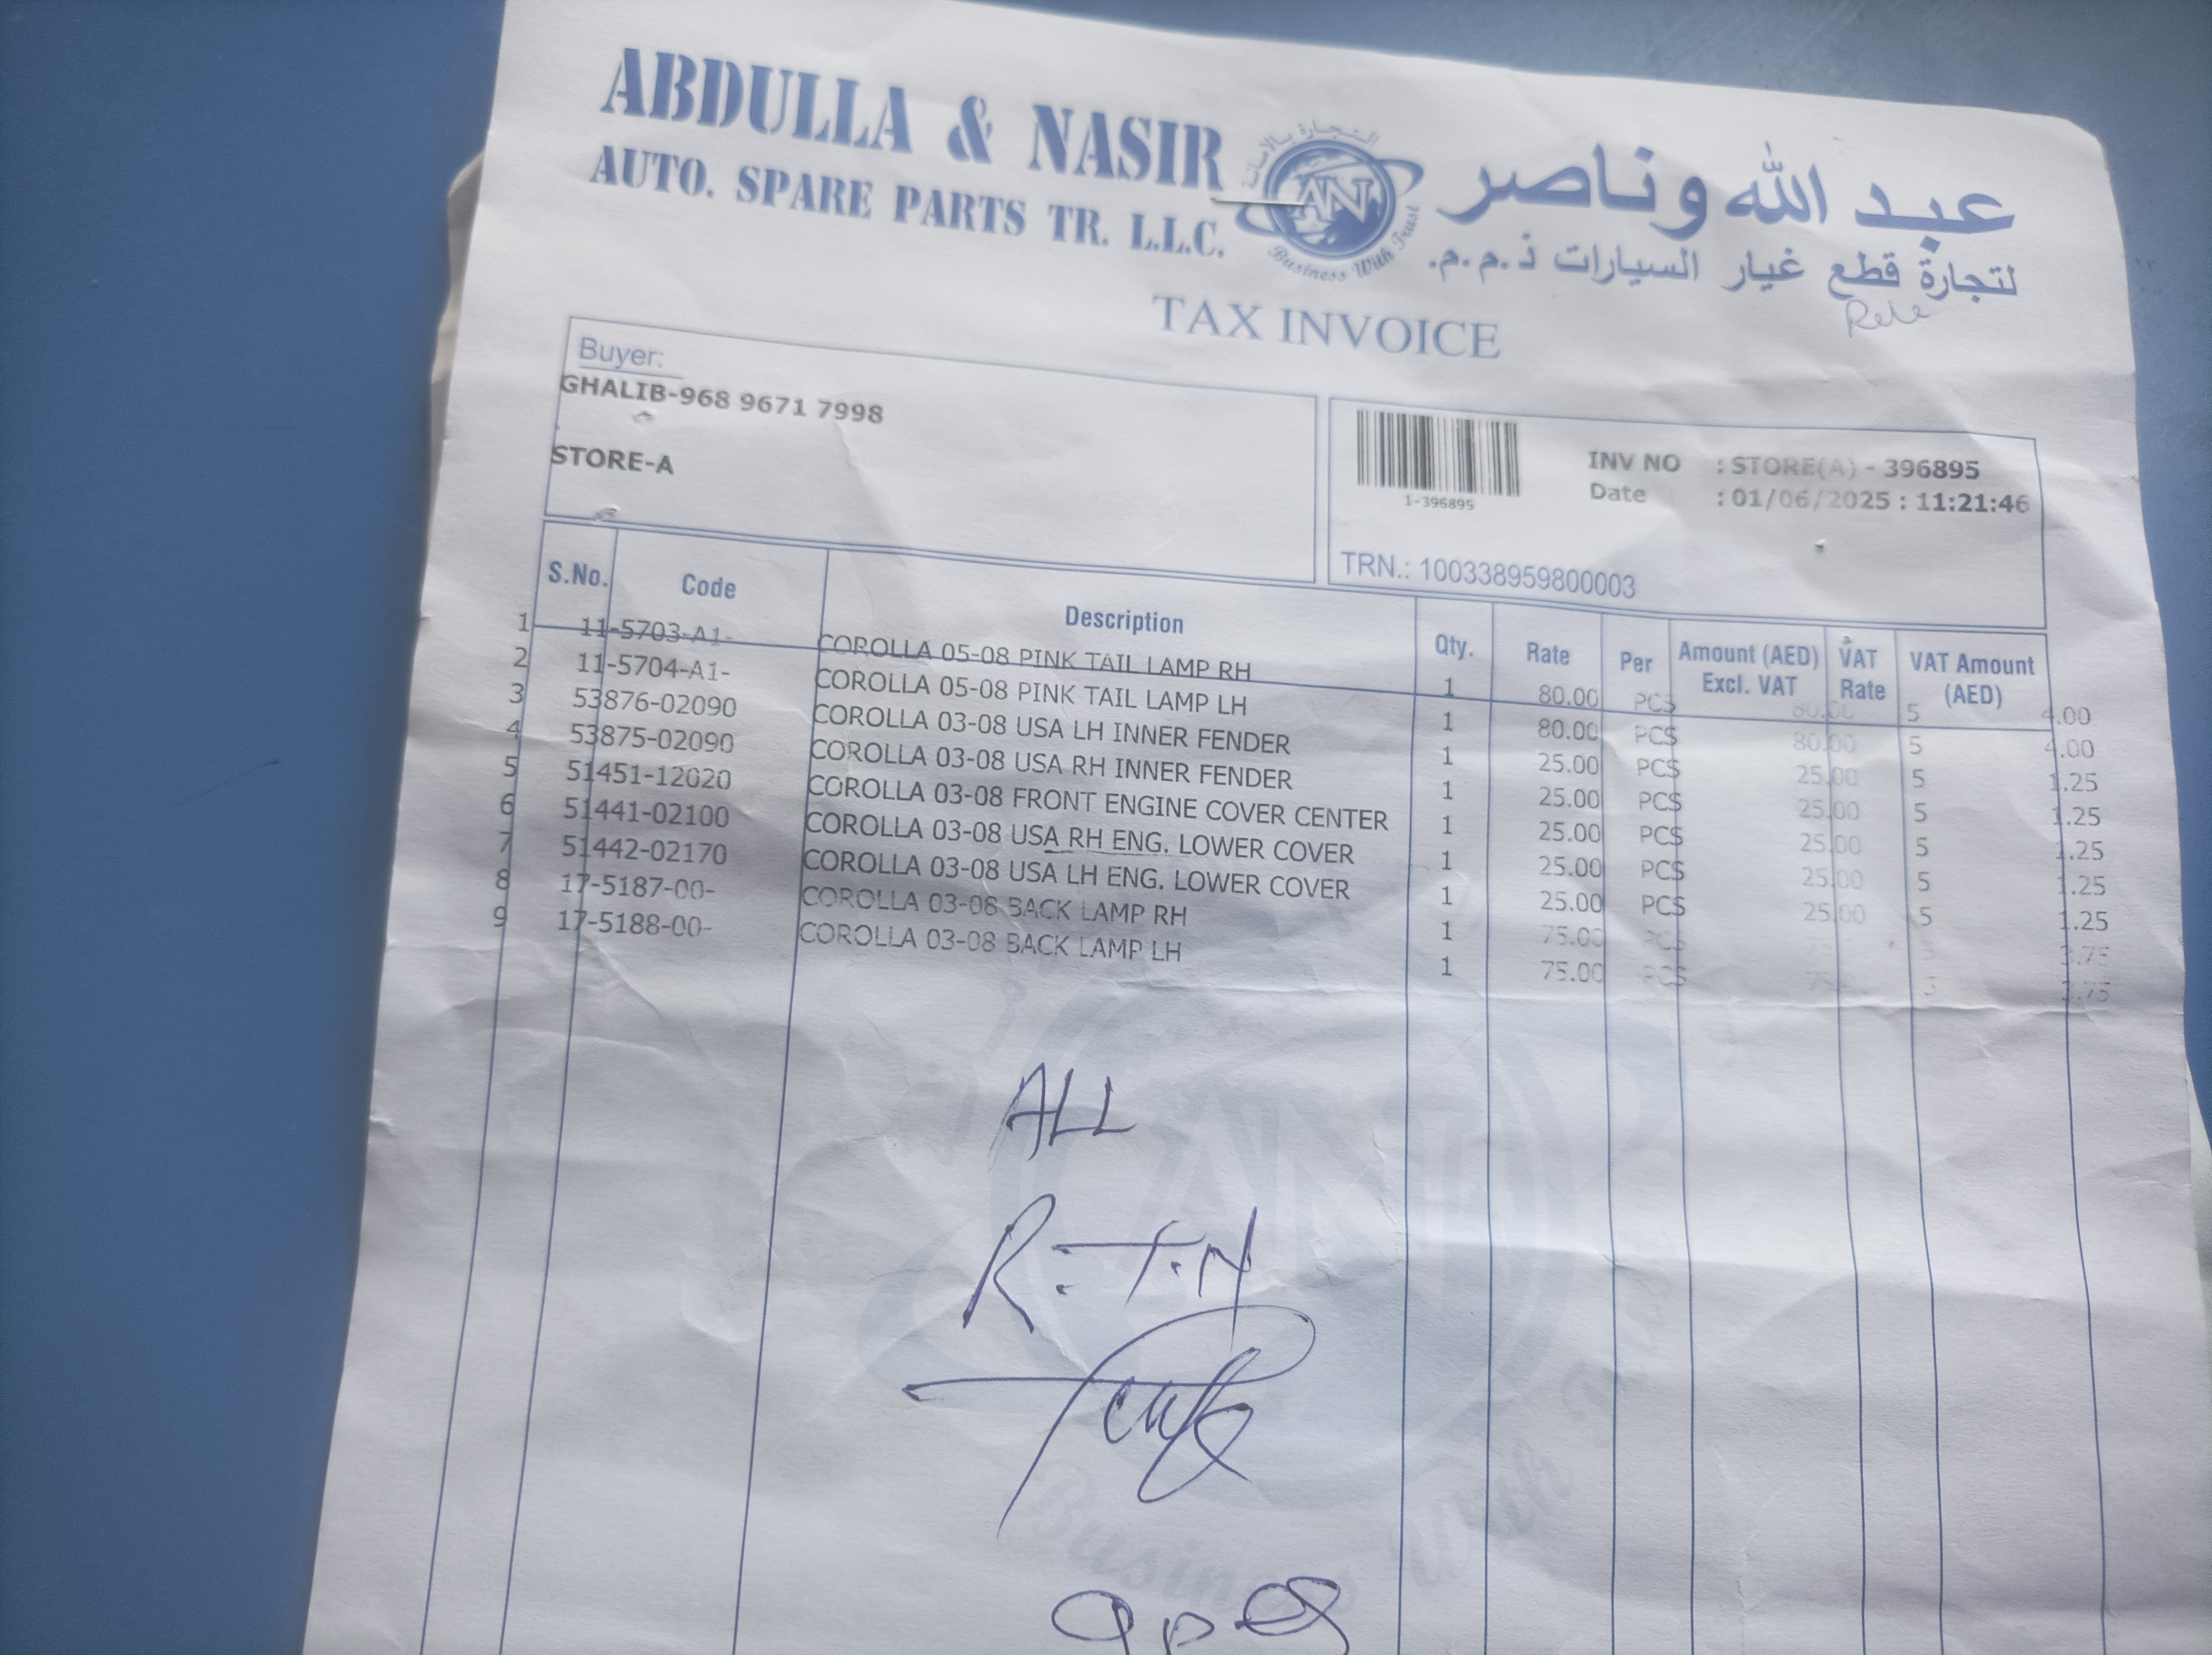 ABDULLA & NASIR
AUTO. SPARE PARTS TR. L.L.C.
التجارة بالأمانة
AN
Business With Trust
عبد الله وناصر
لتجارة قطع غيار السيارات ذ.م.م.
TAX INVOICE
Buyer:
GHALIB-968 9671 7998
STORE-A
1-396895
INV NO : STORE(A) - 396895
Date : 01/06/2025 : 11:21:46
TRN.: 100338959800003
S.No. Code Description Qty. Rate Per Amount (AED) Excl. VAT VAT Rate VAT Amount (AED)
1 11-5703-A1- COROLLA 05-08 PINK TAIL LAMP RH 1 80.00 PCS 80.00 5 4.00
2 11-5704-A1- COROLLA 05-08 PINK TAIL LAMP LH 1 80.00 PCS 80.00 5 4.00
3 53876-02090 COROLLA 03-08 USA LH INNER FENDER 1 25.00 PCS 25.00 5 1.25
4 53875-02090 COROLLA 03-08 USA RH INNER FENDER 1 25.00 PCS 25.00 5 1.25
5 51451-12020 COROLLA 03-08 FRONT ENGINE COVER CENTER 1 25.00 PCS 25.00 5 1.25
6 51441-02100 COROLLA 03-08 USA RH ENG. LOWER COVER 1 25.00 PCS 25.00 5 1.25
7 51442-02170 COROLLA 03-08 USA LH ENG. LOWER COVER 1 25.00 PCS 25.00 5 1.25
8 17-5187-00- COROLLA 03-08 BACK LAMP RH 1 75.00 PCS 5 3.75
9 17-5188-00- COROLLA 03-08 BACK LAMP LH 1 75.00 PCS 5 3.75
ALL
Business With